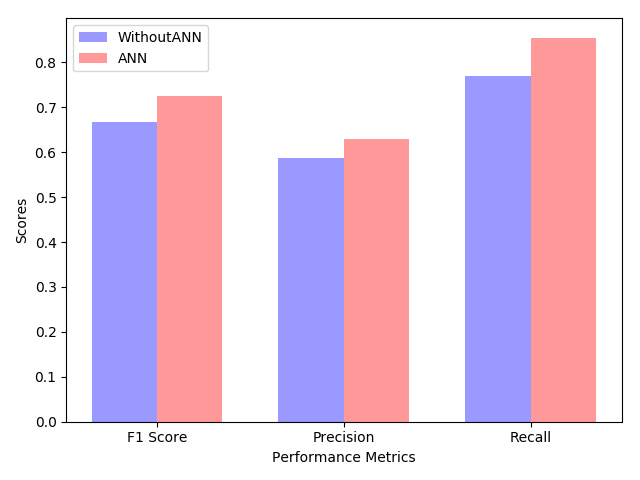 WithoutANN
ANN
0.8
0.7
0.6
0.5
0.4
0.3
0.2
0.1
0.0
Scores
F1 Score
Precision
Recall
Performance Metrics